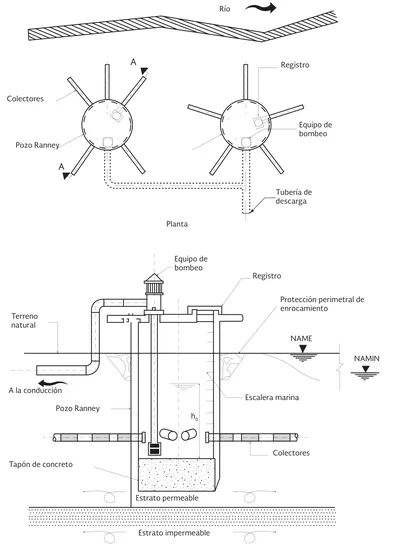 Río
A
Registro
Colectores
Equipo de
bombeo
Pozo Ranney
A
Tubería de
descarga
Planta
Equipo de
bombeo
Registro
Protección perimetral de
enrocamiento
Terreno
natural
NAME
NAMIN
A la conducción
Escalera marina
Pozo Ranney
h₀
Colectores
Tapón de concreto
Estrato permeable
Estrato impermeable